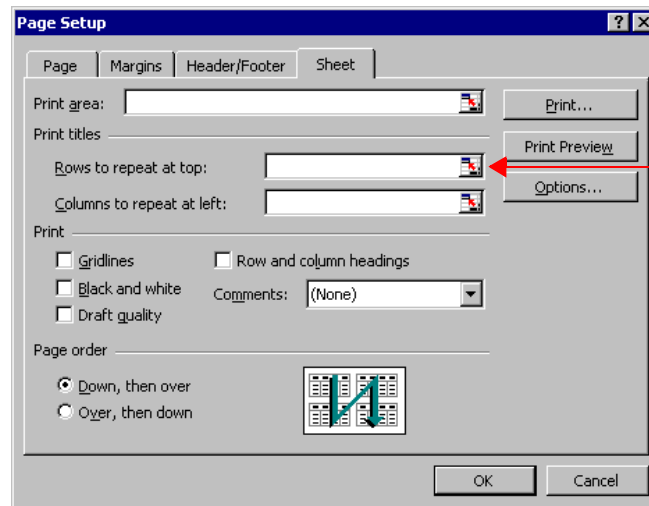 Page Setup
Page Margins Header/Footer Sheet
Print area:
Print...
Print titles
Print Preview
Rows to repeat at top:
Options...
Columns to repeat at left:
Print
Gridlines Row and column headings
Black and white Comments: (None)
Draft quality
Page order
Down, then over
Over, then down
OK Cancel